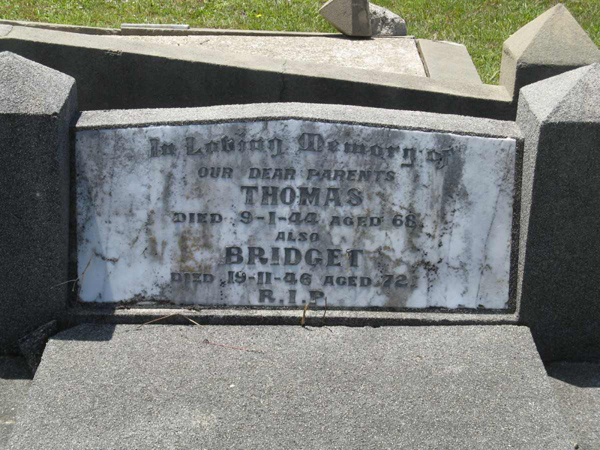 In Loving Memory of
OUR DEAR PARENTS
THOMAS
DIED 9-1-44 AGED 68.
ALSO
BRIDGET
DIED 19-11-46 AGED 72.
R.I.P